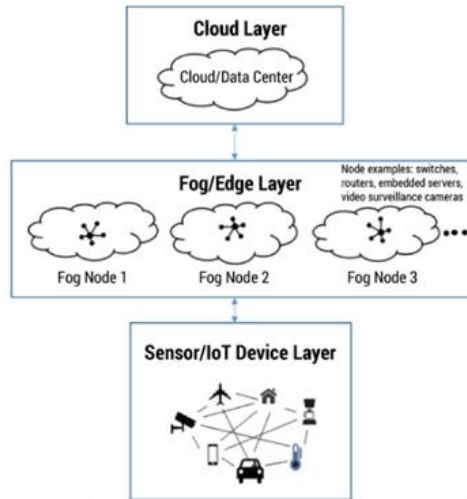 Cloud Layer
Cloud/Data Center
Node examples: switches,
routers, embedded servers,
video surveillance cameras
Fog/Edge Layer
Fog Node 1
Fog Node 2
Fog Node 3
Sensor/IoT Device Layer